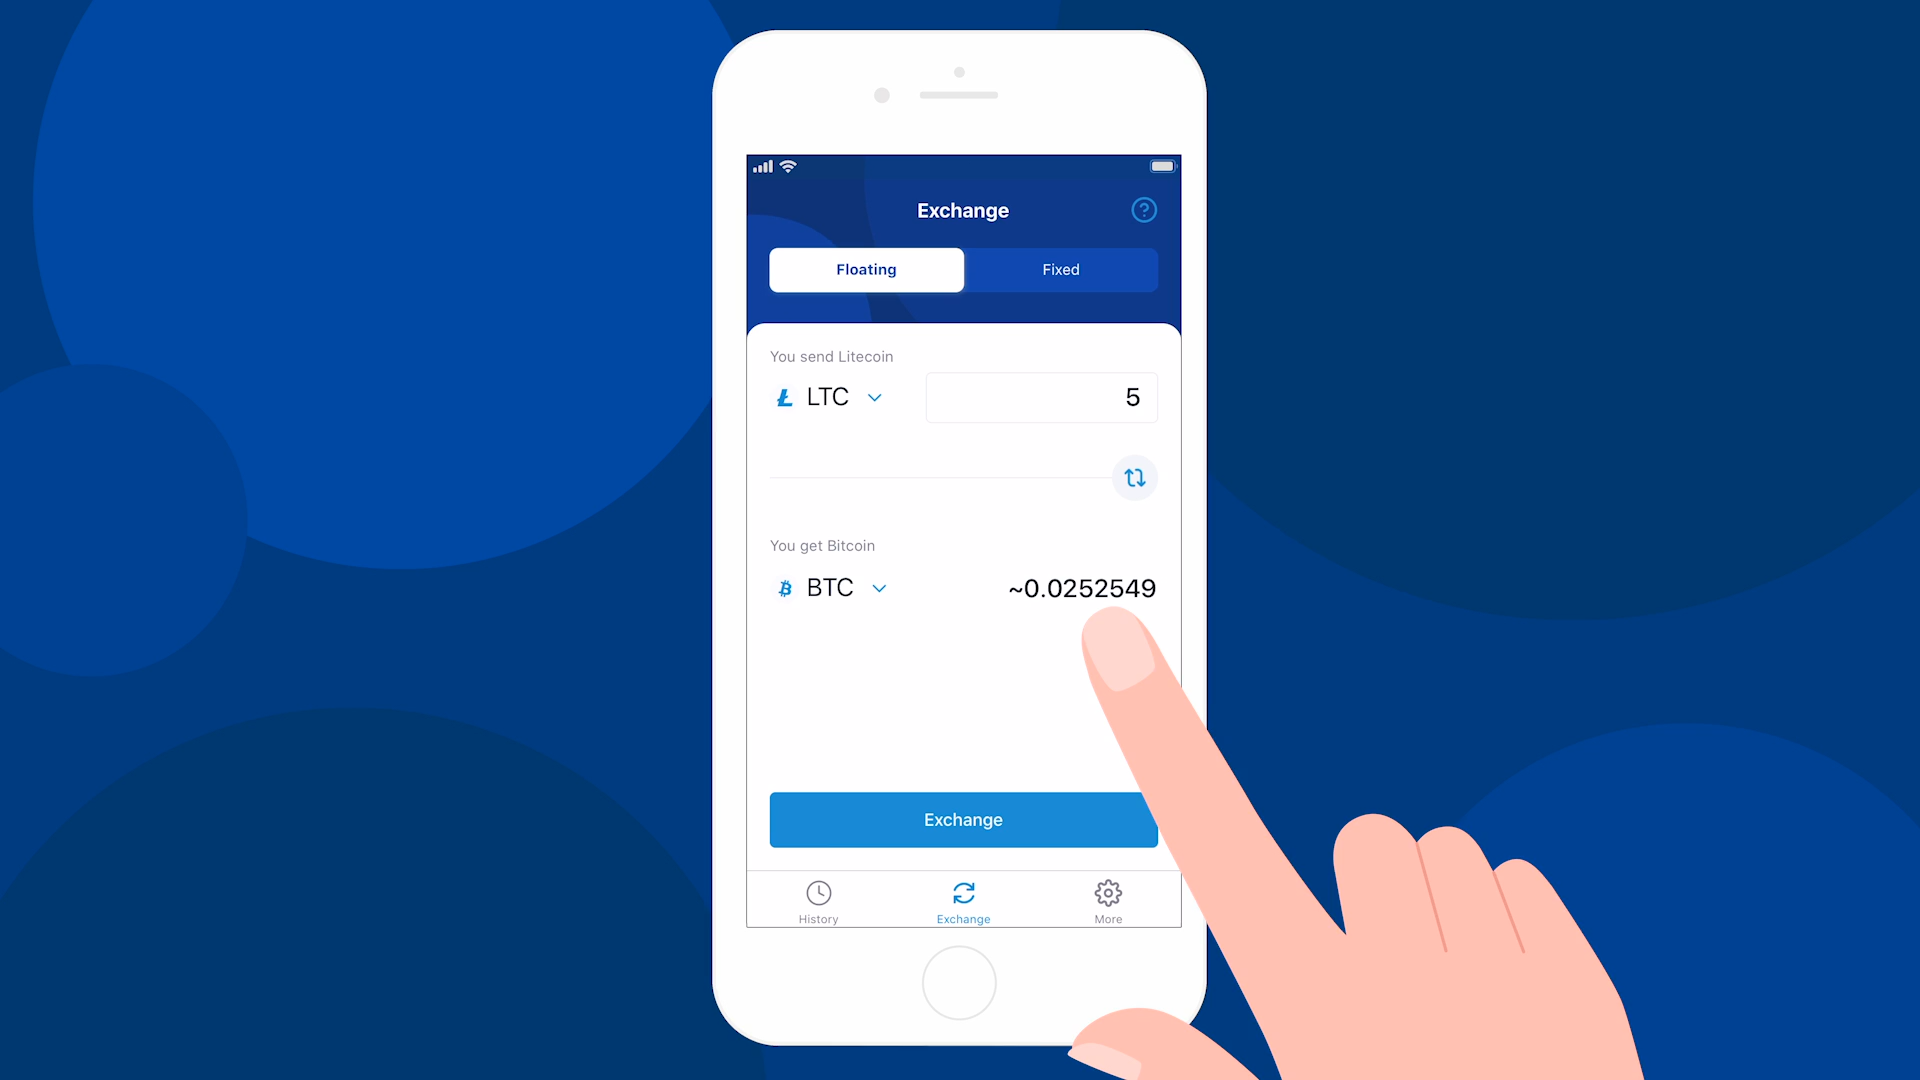 Exchange
Floating
Fixed
You send Litecoin
LTC
5
You get Bitcoin
BTC
~0.0252549
Exchange
History
Exchange
More